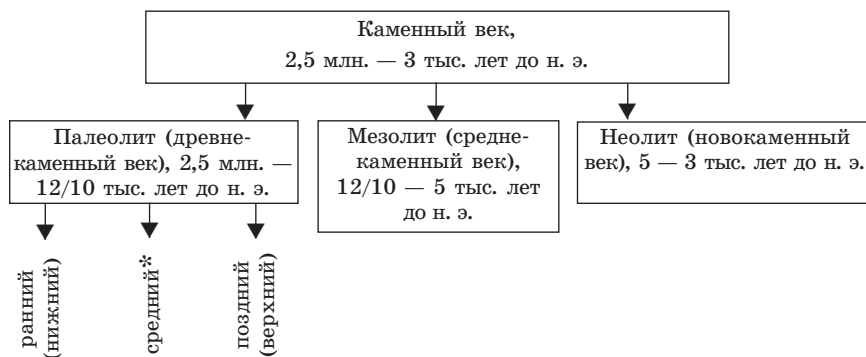 Каменный век,
2,5 млн. — 3 тыс. лет до н. э.
Палеолит (древне-
каменный век), 2,5 млн. —
12/10 тыс. лет до н. э.
Мезолит (средне-
каменный век),
12/10 — 5 тыс. лет
до н. э.
Неолит (новокаменный
век), 5 — 3 тыс. лет до н. э.
ранний
(нижний)
средний*
поздний
(верхний)